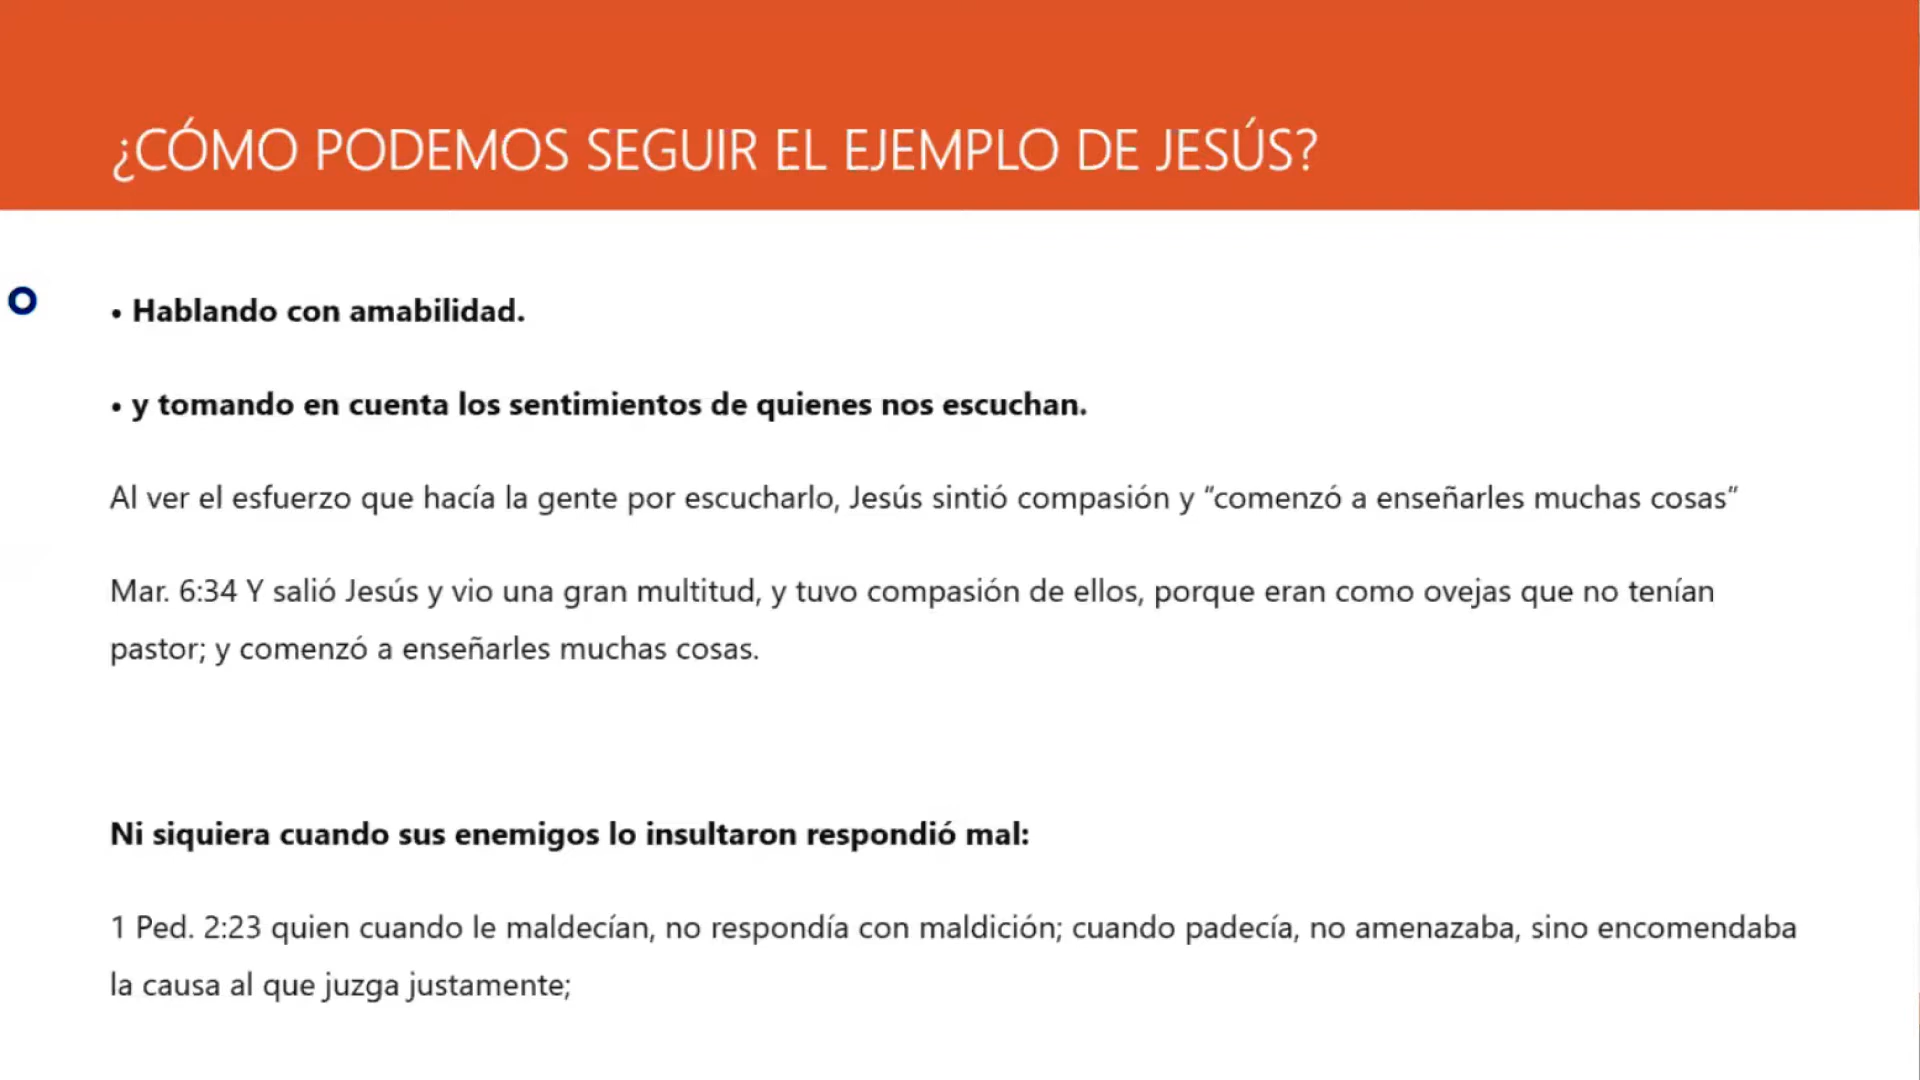 ¿CÓMO PODEMOS SEGUIR EL EJEMPLO DE JESÚS?
• Hablando con amabilidad.
• y tomando en cuenta los sentimientos de quienes nos escuchan.
Al ver el esfuerzo que hacía la gente por escucharlo, Jesús sintió compasión y “comenzó a enseñarles muchas cosas”
Mar. 6:34 Y salió Jesús y vio una gran multitud, y tuvo compasión de ellos, porque eran como ovejas que no tenían
pastor; y comenzó a enseñarles muchas cosas.
Ni siquiera cuando sus enemigos lo insultaron respondió mal:
1 Ped. 2:23 quien cuando le maldecían, no respondía con maldición; cuando padecía, no amenazaba, sino encomendaba
la causa al que juzga justamente;